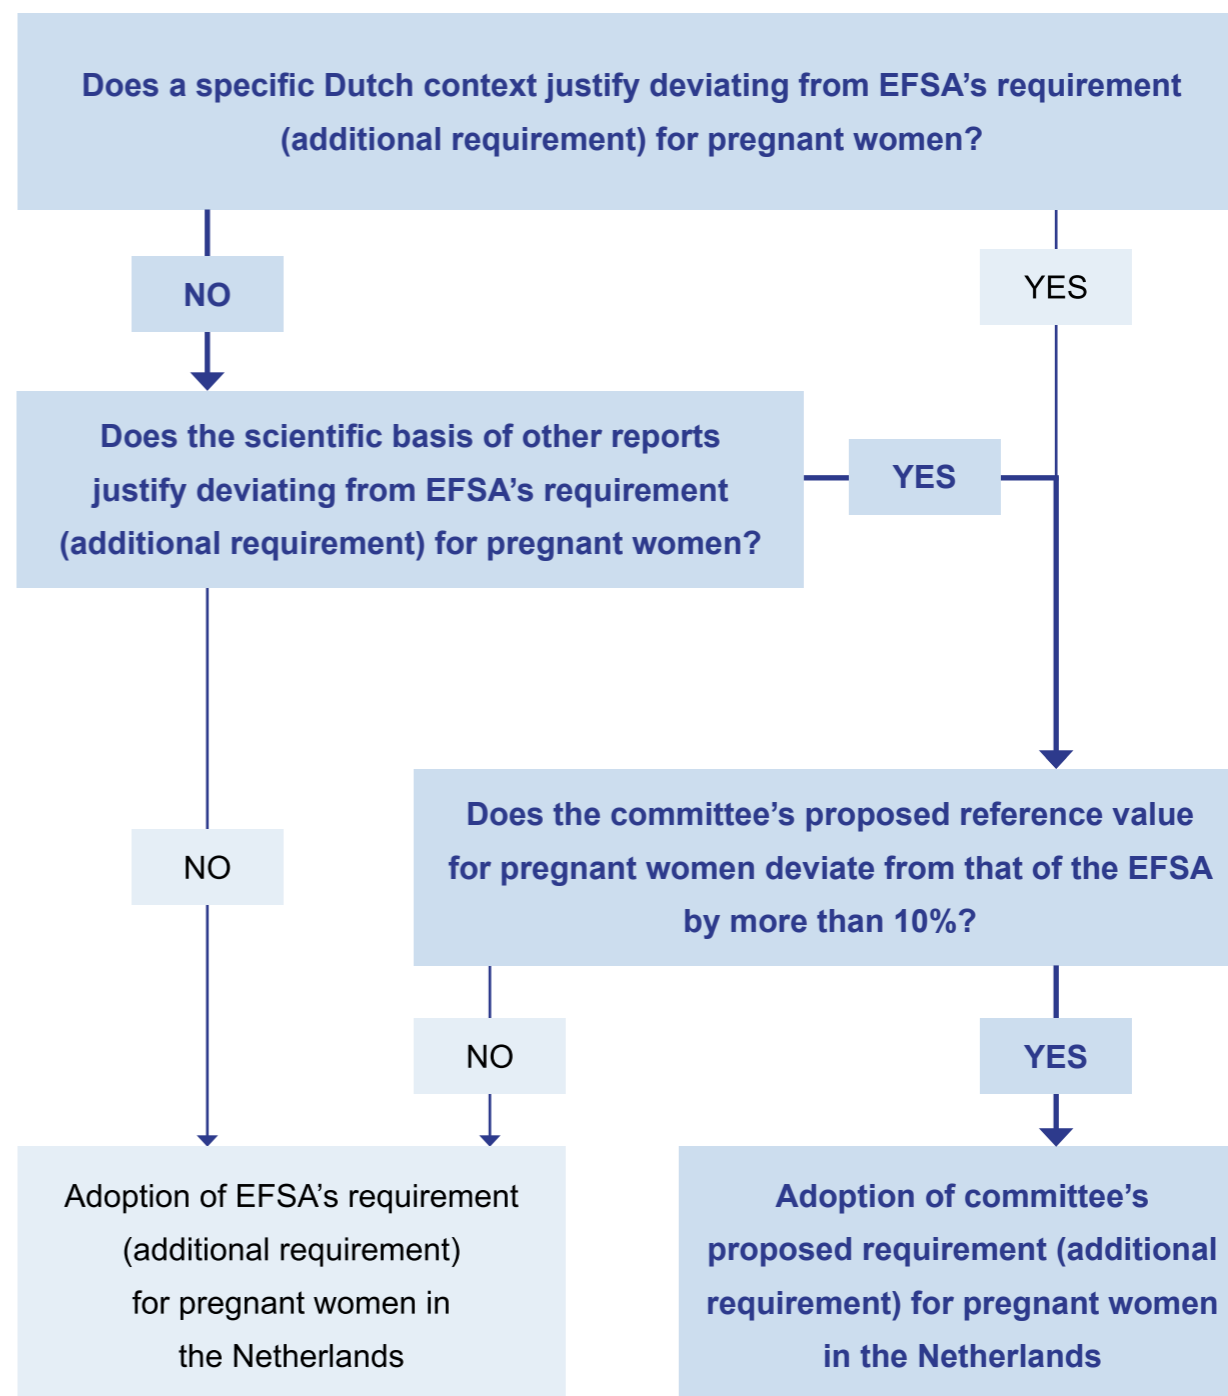 Does a specific Dutch context justify deviating from EFSA’s requirement
(additional requirement) for pregnant women?
NO
YES
Does the scientific basis of other reports
justify deviating from EFSA’s requirement
(additional requirement) for pregnant women?
YES
Does the committee’s proposed reference value
for pregnant women deviate from that of the EFSA
by more than 10%?
NO
NO
YES
Adoption of EFSA’s requirement
(additional requirement)
for pregnant women in
the Netherlands
Adoption of committee’s
proposed requirement (additional
requirement) for pregnant women
in the Netherlands